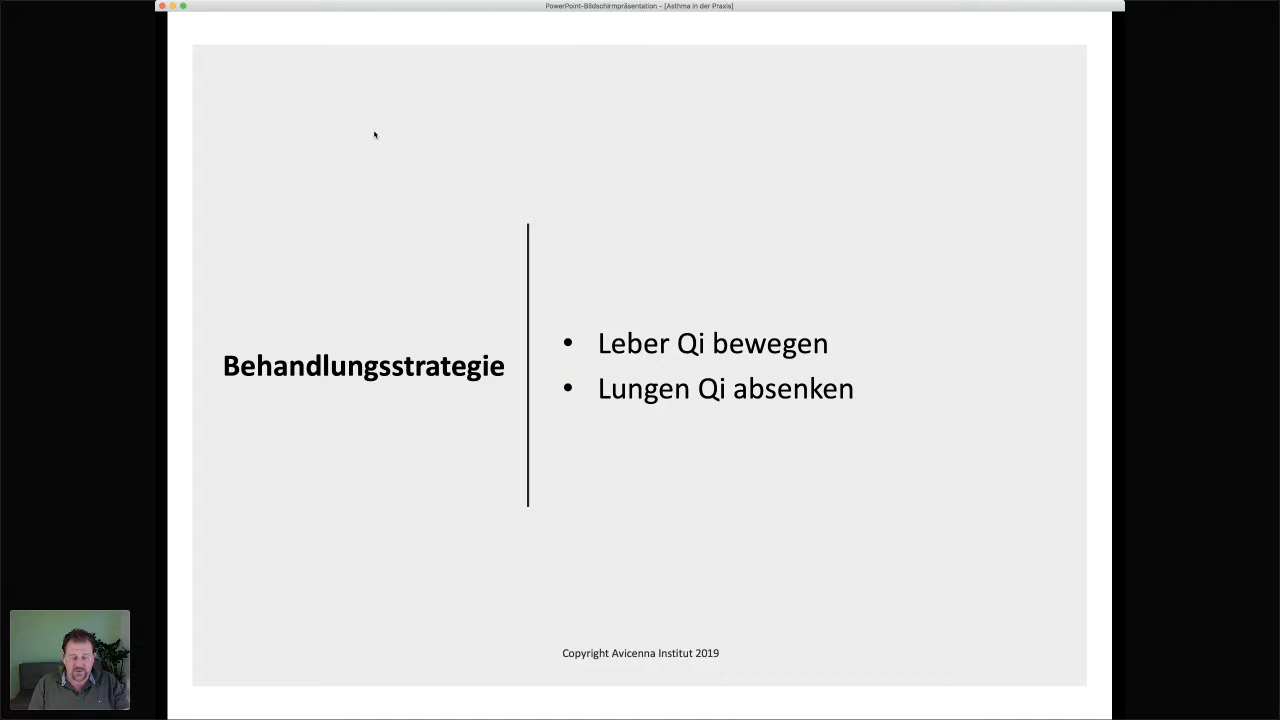 PowerPoint-Bildschirmpräsentation - [Asthma in der Praxis]
Behandlungsstrategie
• Leber Qi bewegen
• Lungen Qi absenken
Copyright Avicenna Institut 2019